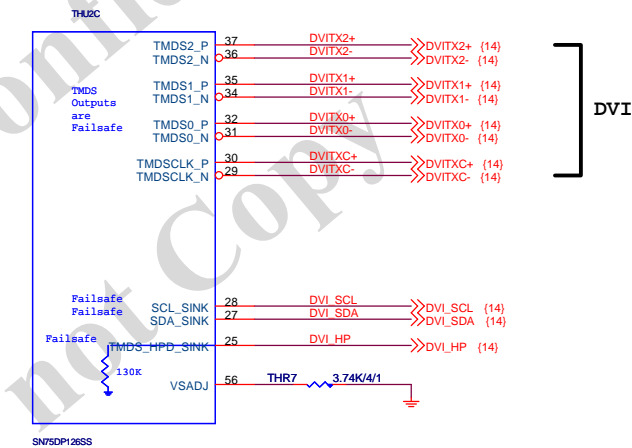 THU2C
TMDS2_P 37 DVITX2+ DVITX2+ {14}
TMDS2_N 36 DVITX2- DVITX2- {14}
TMDS1_P 35 DVITX1+ DVITX1+ {14}
TMDS1_N 34 DVITX1- DVITX1- {14}
TMDS
Outputs
are
Failsafe
DVI
TMDS0_P 32 DVITX0+ DVITX0+ {14}
TMDS0_N 31 DVITX0- DVITX0- {14}
TMDSCLK_P 30 DVITXC+ DVITXC+ {14}
TMDSCLK_N 29 DVITXC- DVITXC- {14}
Failsafe SCL_SINK 28 DVI_SCL DVI_SCL {14}
Failsafe SDA_SINK 27 DVI_SDA DVI_SDA {14}
Failsafe TMDS_HPD_SINK 25 DVI_HP DVI_HP {14}
130K
VSADJ 56 THR7 3.74K/4/1
SN75DP126SS
not Copy